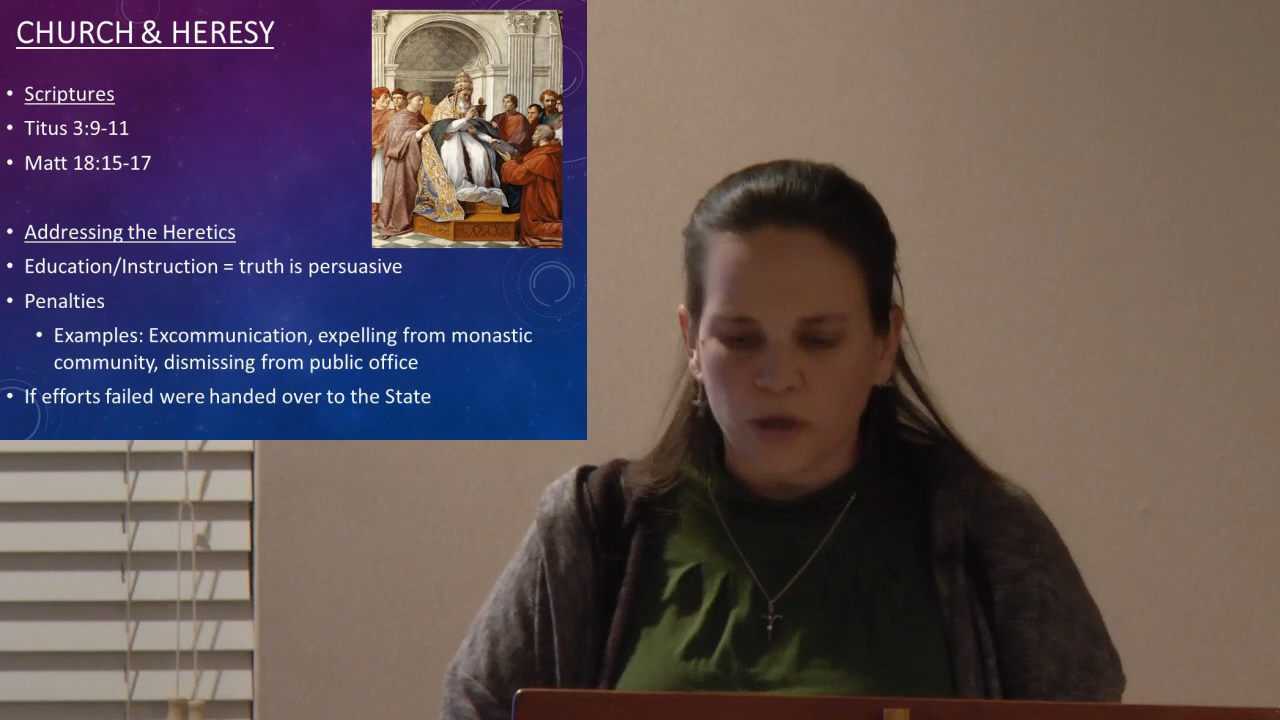 CHURCH & HERESY
• Scriptures
• Titus 3:9-11
• Matt 18:15-17
• Addressing the Heretics
• Education/Instruction = truth is persuasive
• Penalties
• Examples: Excommunication, expelling from monastic
community, dismissing from public office
• If efforts failed were handed over to the State